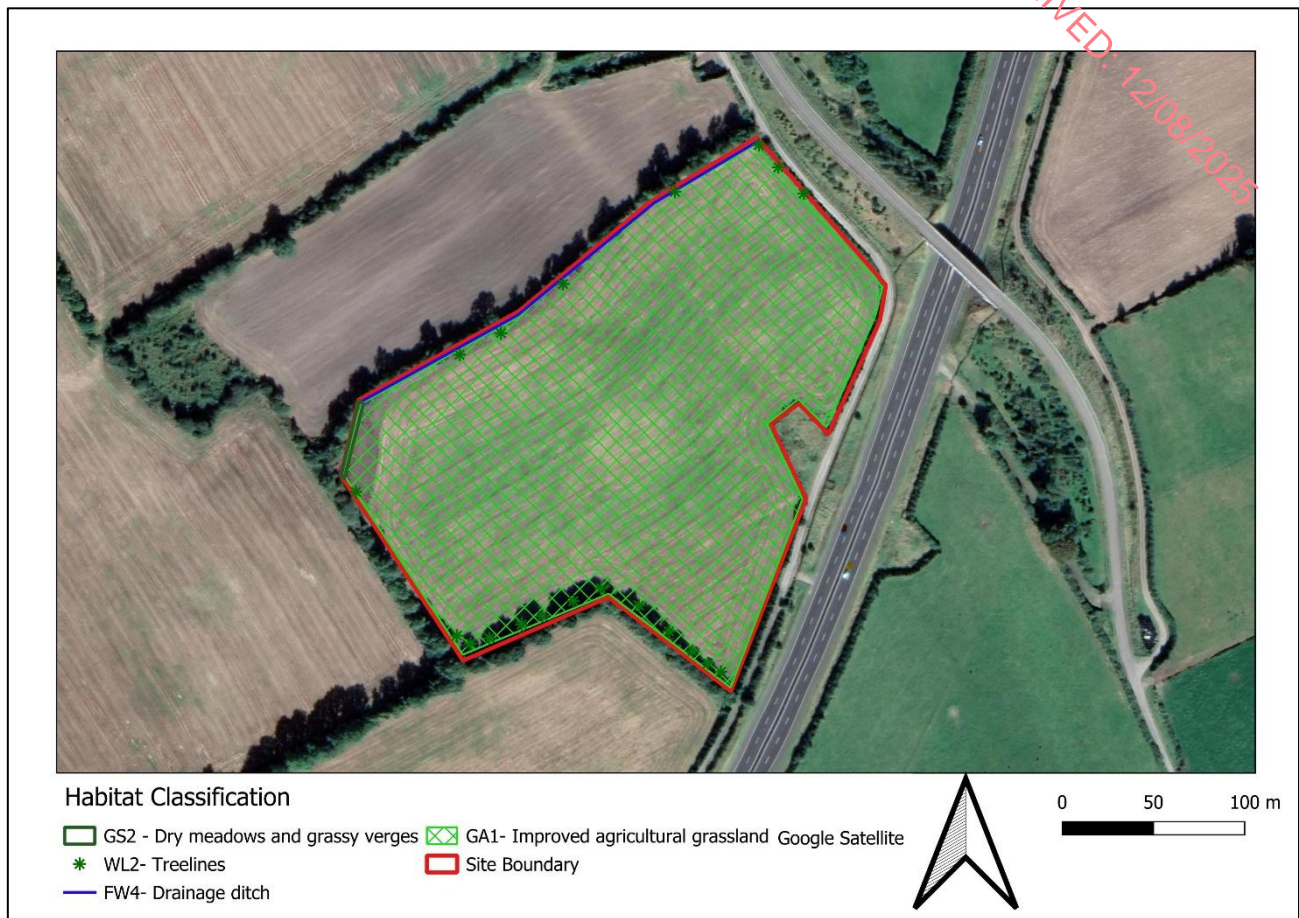 IVED: 12/08/2025
Habitat Classification
GS2 - Dry meadows and grassy verges
GA1- Improved agricultural grassland
Google Satellite
WL2- Treelines
Site Boundary
FW4- Drainage ditch
0 50 100 m